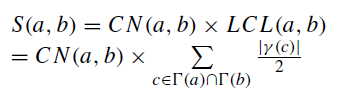 S(a, b) = CN(a, b) × LCL(a, b)
= CN(a, b) × ∑ c∈Γ(a)∩Γ(b) |γ(c)|/2